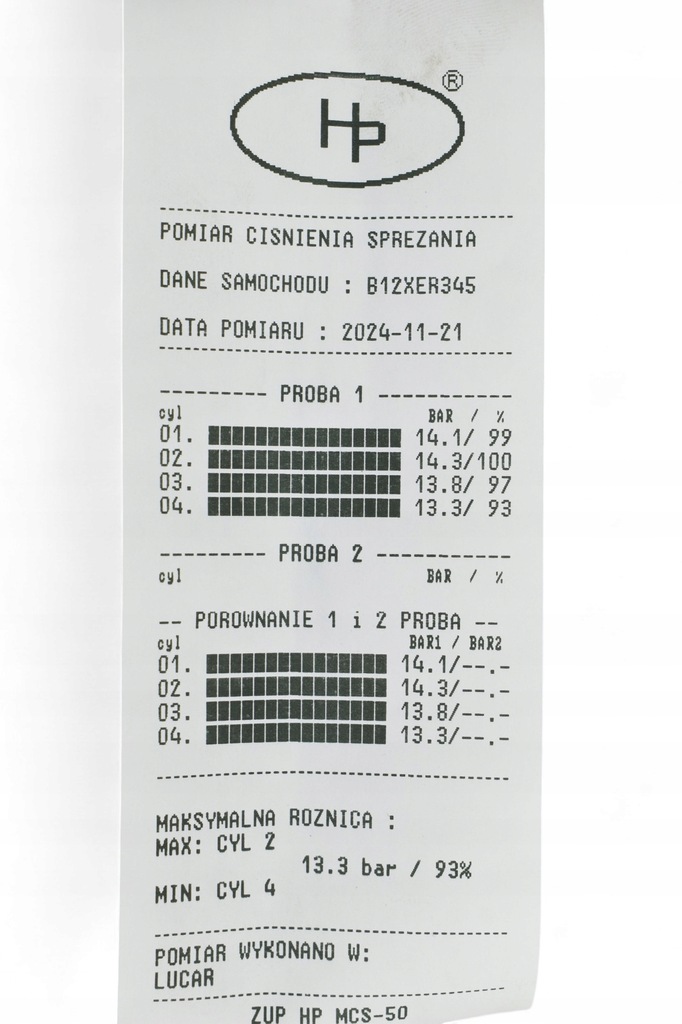 HP ®
POMIAR CISNIENIA SPREZANIA
DANE SAMOCHODU : B12XER345
DATA POMIARU : 2024-11-21
--------- PROBA 1 -----------
cyl BAR / %
01. 14.1/ 99
02. 14.3/100
03. 13.8/ 97
04. 13.3/ 93
--------- PROBA 2 -----------
cyl BAR / %
-- POROWNANIE 1 i 2 PROBA --
cyl BAR1 / BAR2
01. 14.1/--.-
02. 14.3/--.-
03. 13.8/--.-
04. 13.3/--.-
MAKSYMALNA ROZNICA :
MAX: CYL 2
13.3 bar / 93%
MIN: CYL 4
POMIAR WYKONANO W:
LUCAR
ZUP HP MCS-50